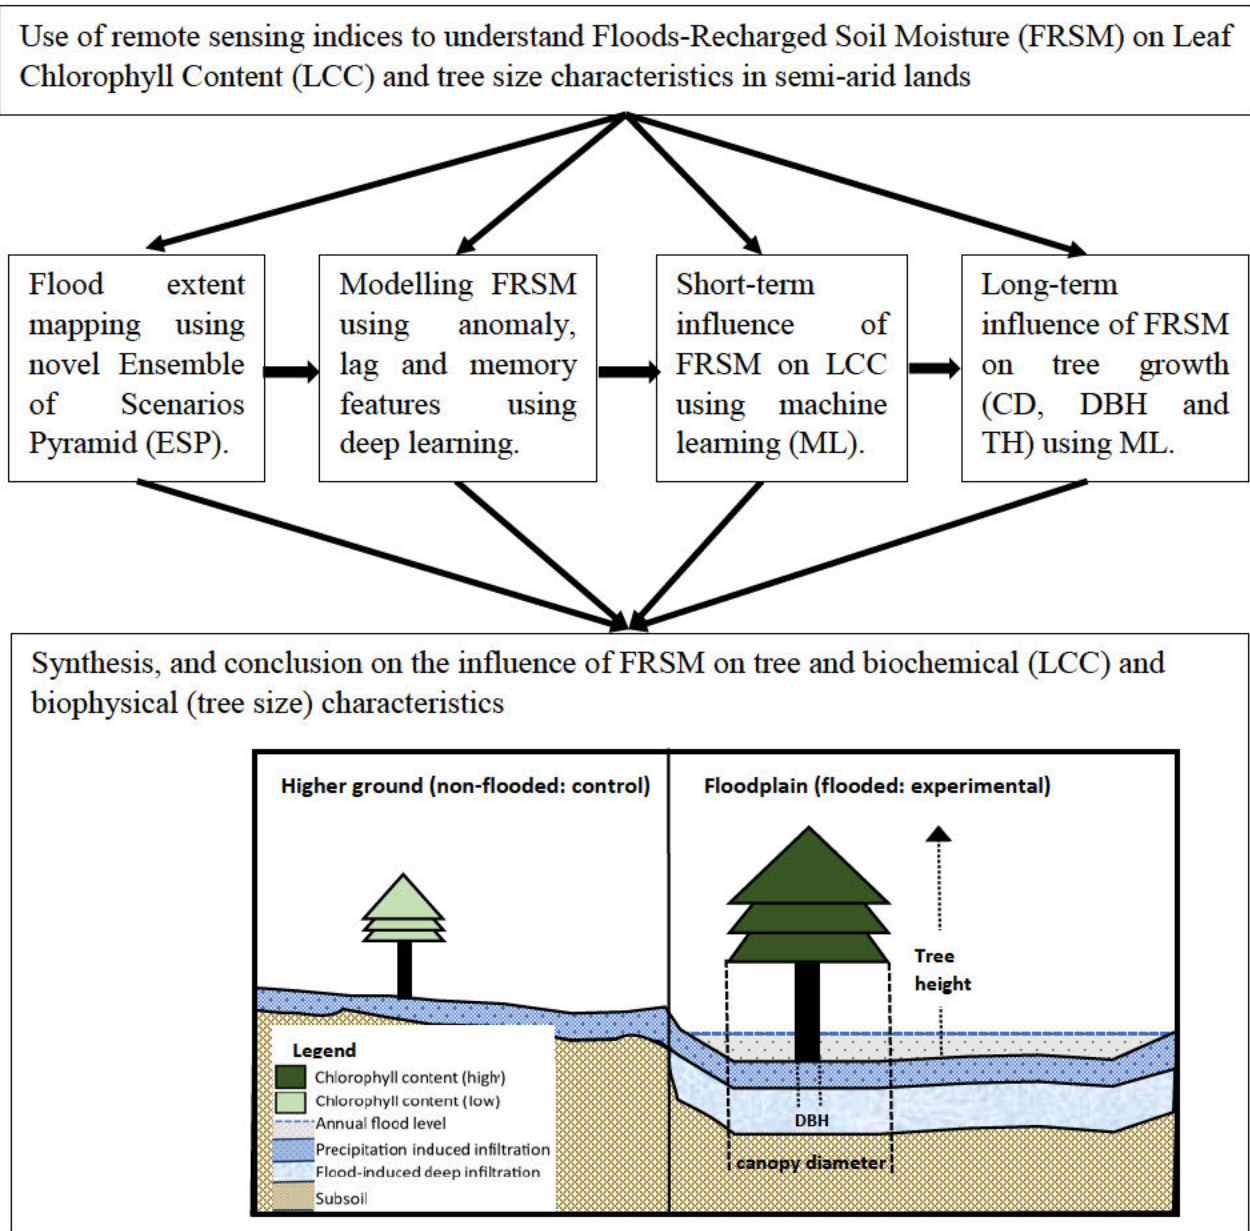 Use of remote sensing indices to understand Floods-Recharged Soil Moisture (FRSM) on Leaf
Chlorophyll Content (LCC) and tree size characteristics in semi-arid lands
Flood extent
mapping using
novel Ensemble
of Scenarios
Pyramid (ESP).
Modelling FRSM
using anomaly,
lag and memory
features using
deep learning.
Short-term
influence of
FRSM on LCC
using machine
learning (ML).
Long-term
influence of FRSM
on tree growth
(CD, DBH and
TH) using ML.
Synthesis, and conclusion on the influence of FRSM on tree and biochemical (LCC) and
biophysical (tree size) characteristics
Higher ground (non-flooded: control)
Floodplain (flooded: experimental)
Tree
height
DBH
canopy diameter
Legend
Chlorophyll content (high)
Chlorophyll content (low)
Annual flood level
Precipitation induced infiltration
Flood-induced deep infiltration
Subsoil